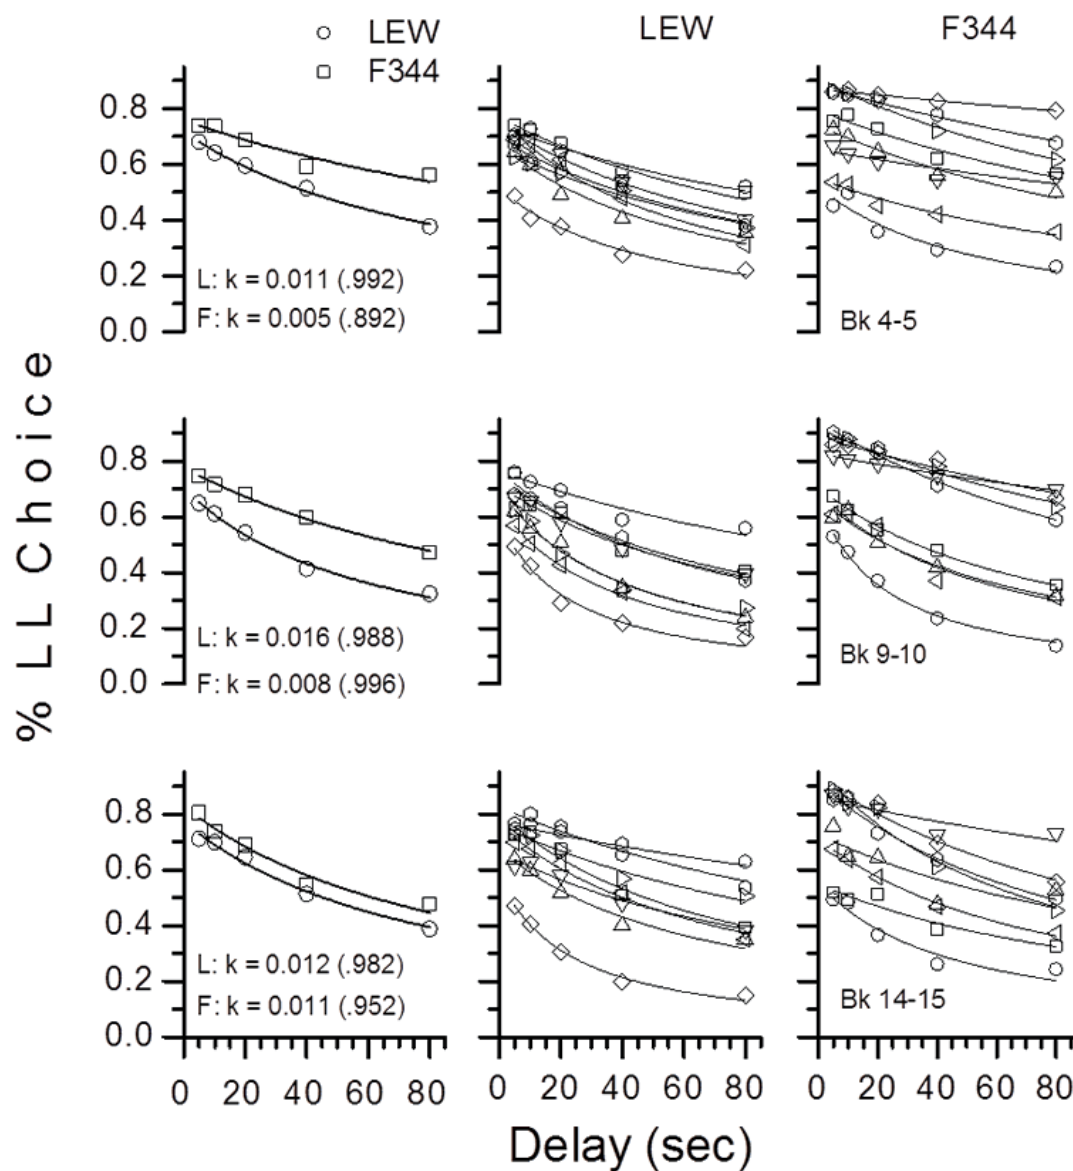 LEW
F344
LEW
F344
% LL Choice
0.8
0.6
0.4
0.2
0.0
L: k = 0.011 (.992)
F: k = 0.005 (.892)
Bk 4-5
0.8
0.6
0.4
0.2
0.0
L: k = 0.016 (.988)
F: k = 0.008 (.996)
Bk 9-10
0.8
0.6
0.4
0.2
0.0
L: k = 0.012 (.982)
F: k = 0.011 (.952)
Bk 14-15
0 20 40 60 80
0 20 40 60 80
0 20 40 60 80
Delay (sec)